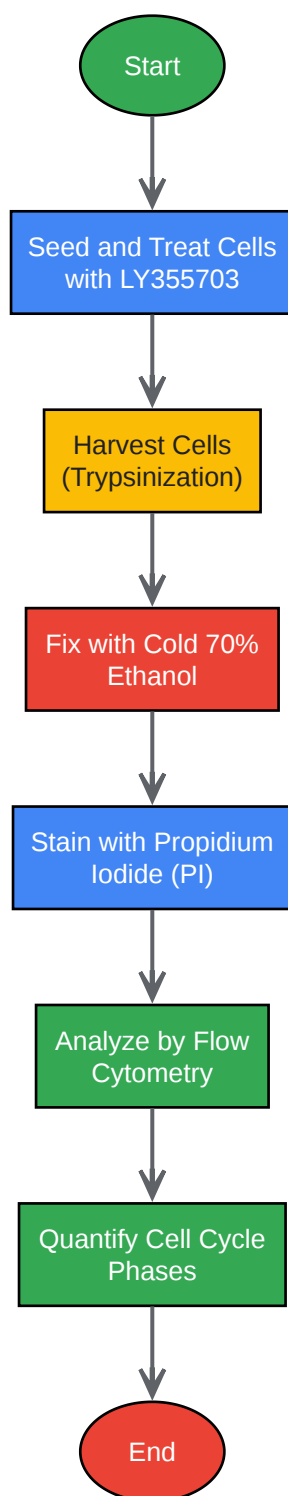 Start
Seed and Treat Cells
with LY355703
Harvest Cells
(Trypsinization)
Fix with Cold 70%
Ethanol
Stain with Propidium
Iodide (PI)
Analyze by Flow
Cytometry
Quantify Cell Cycle
Phases
End